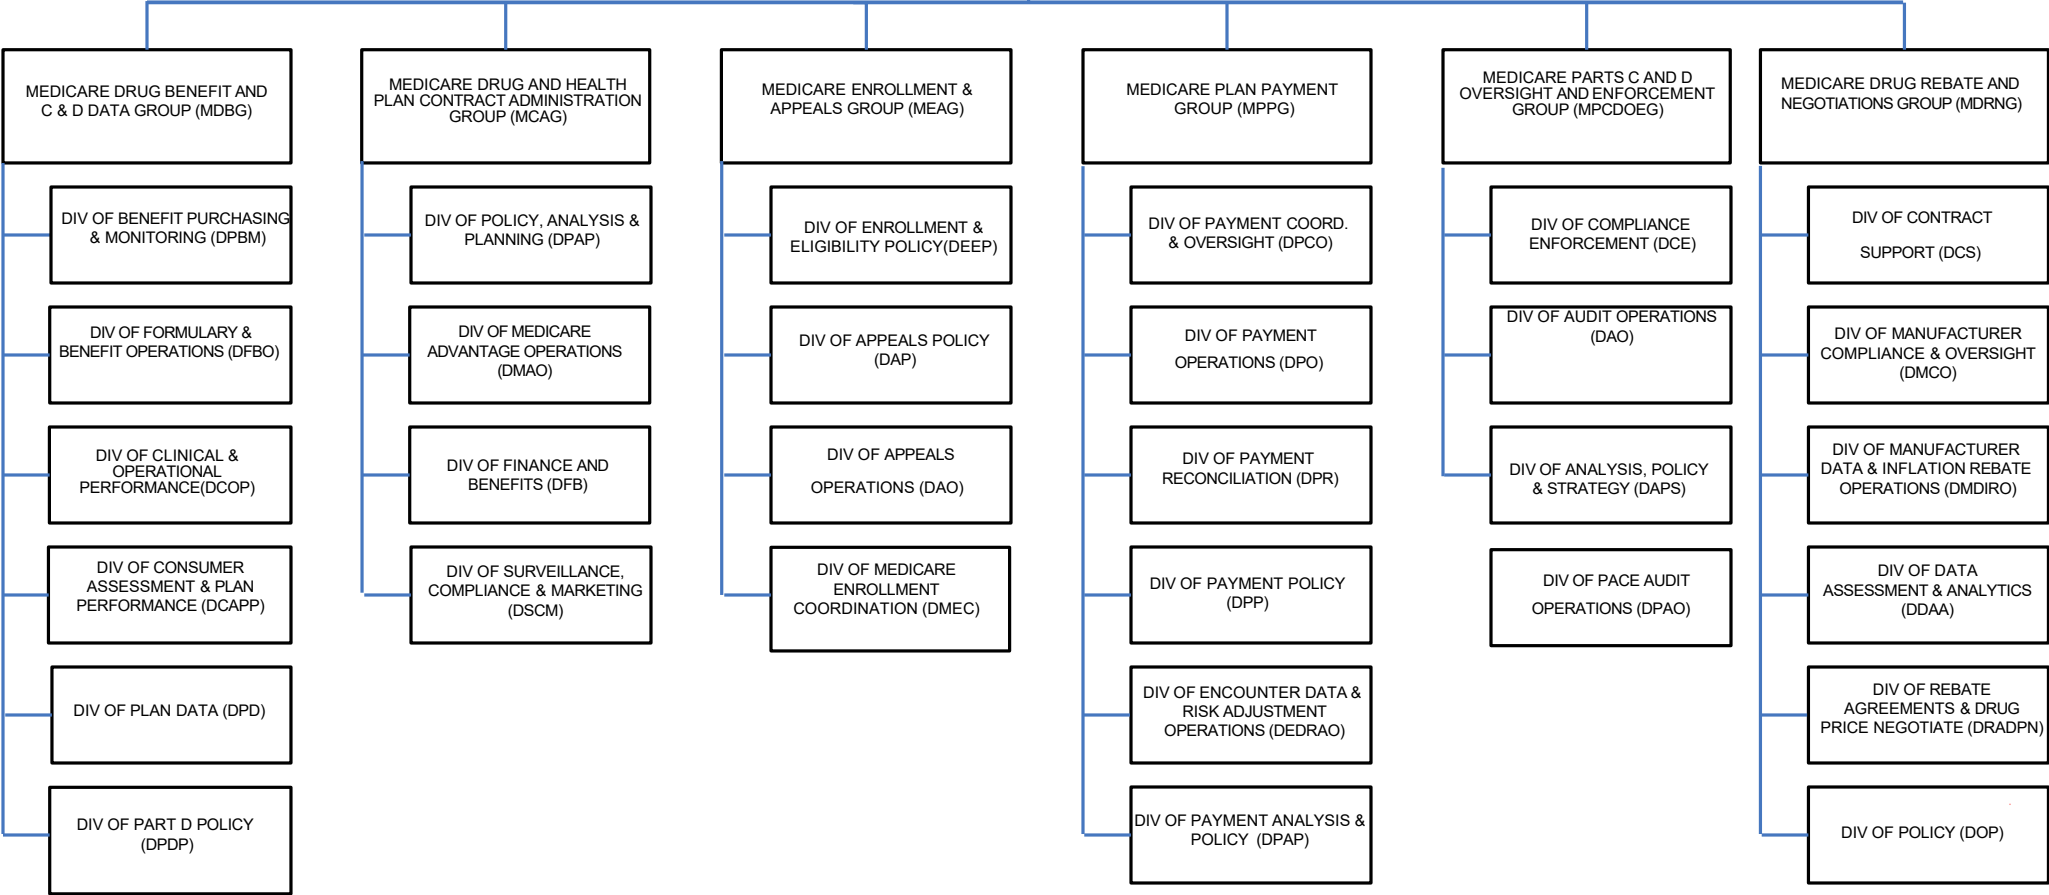 MEDICARE DRUG BENEFIT AND
C & D DATA GROUP (MDBG)
DIV OF BENEFIT PURCHASING
& MONITORING (DPBM)
DIV OF FORMULARY &
BENEFIT OPERATIONS (DFBO)
DIV OF CLINICAL &
OPERATIONAL
PERFORMANCE(DCOP)
DIV OF CONSUMER
ASSESSMENT & PLAN
PERFORMANCE (DCAPP)
DIV OF PLAN DATA (DPD)
DIV OF PART D POLICY
(DPDP)
MEDICARE DRUG AND HEALTH
PLAN CONTRACT ADMINISTRATION
GROUP (MCAG)
DIV OF POLICY, ANALYSIS &
PLANNING (DPAP)
DIV OF MEDICARE
ADVANTAGE OPERATIONS
(DMAO)
DIV OF FINANCE AND
BENEFITS (DFB)
DIV OF SURVEILLANCE,
COMPLIANCE & MARKETING
(DSCM)
MEDICARE ENROLLMENT &
APPEALS GROUP (MEAG)
DIV OF ENROLLMENT &
ELIGIBILITY POLICY(DEEP)
DIV OF APPEALS POLICY
(DAP)
DIV OF APPEALS
OPERATIONS (DAO)
DIV OF MEDICARE
ENROLLMENT
COORDINATION (DMEC)
MEDICARE PLAN PAYMENT
GROUP (MPPG)
DIV OF PAYMENT COORD.
& OVERSIGHT (DPCO)
DIV OF PAYMENT
OPERATIONS (DPO)
DIV OF PAYMENT
RECONCILIATION (DPR)
DIV OF PAYMENT POLICY
(DPP)
DIV OF ENCOUNTER DATA &
RISK ADJUSTMENT
OPERATIONS (DEDRAO)
DIV OF PAYMENT ANALYSIS &
POLICY (DPAP)
MEDICARE PARTS C AND D
OVERSIGHT AND ENFORCEMENT
GROUP (MPCDOEG)
DIV OF COMPLIANCE
ENFORCEMENT (DCE)
DIV OF AUDIT OPERATIONS
(DAO)
DIV OF ANALYSIS, POLICY
& STRATEGY (DAPS)
DIV OF PACE AUDIT
OPERATIONS (DPAO)
MEDICARE DRUG REBATE AND
NEGOTIATIONS GROUP (MDRNG)
DIV OF CONTRACT
SUPPORT (DCS)
DIV OF MANUFACTURER
COMPLIANCE & OVERSIGHT
(DMCO)
DIV OF MANUFACTURER
DATA & INFLATION REBATE
OPERATIONS (DMDIRO)
DIV OF DATA
ASSESSMENT & ANALYTICS
(DDAA)
DIV OF REBATE
AGREEMENTS & DRUG
PRICE NEGOTIATE (DRADPN)
DIV OF POLICY (DOP)